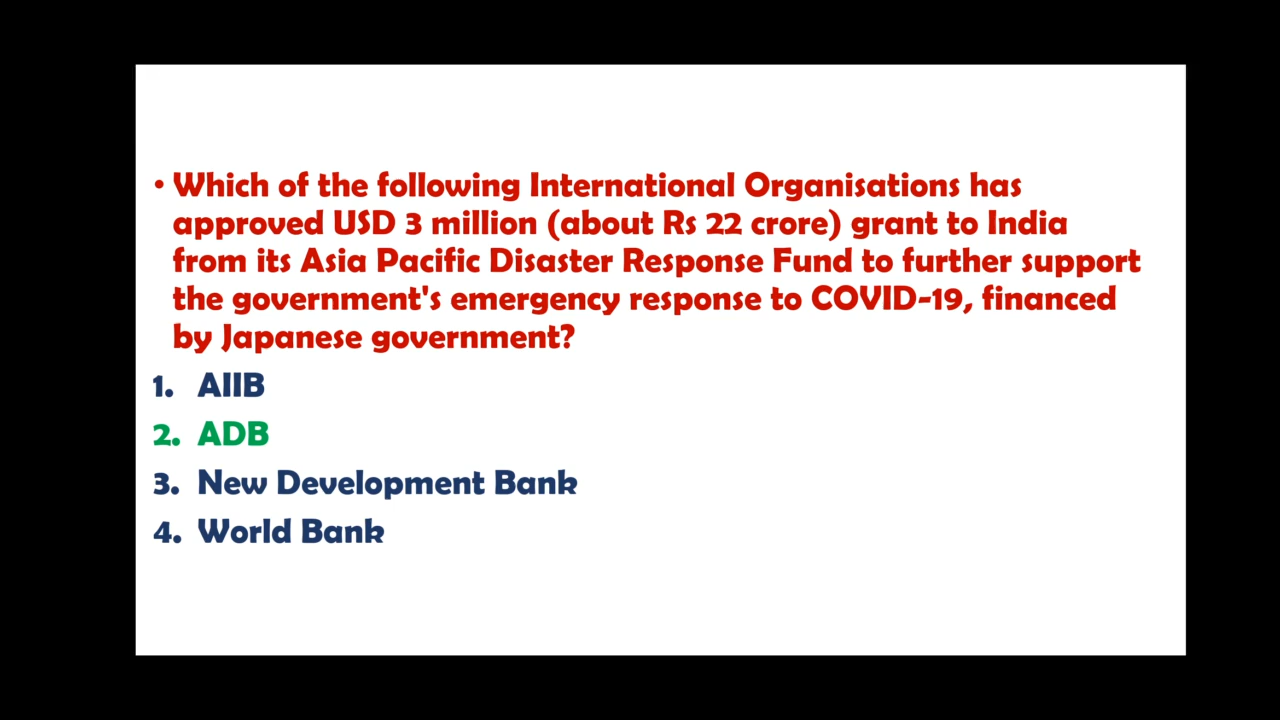 • Which of the following International Organisations has
approved USD 3 million (about Rs 22 crore) grant to India
from its Asia Pacific Disaster Response Fund to further support
the government's emergency response to COVID-19, financed
by Japanese government?
1. AIIB
2. ADB
3. New Development Bank
4. World Bank